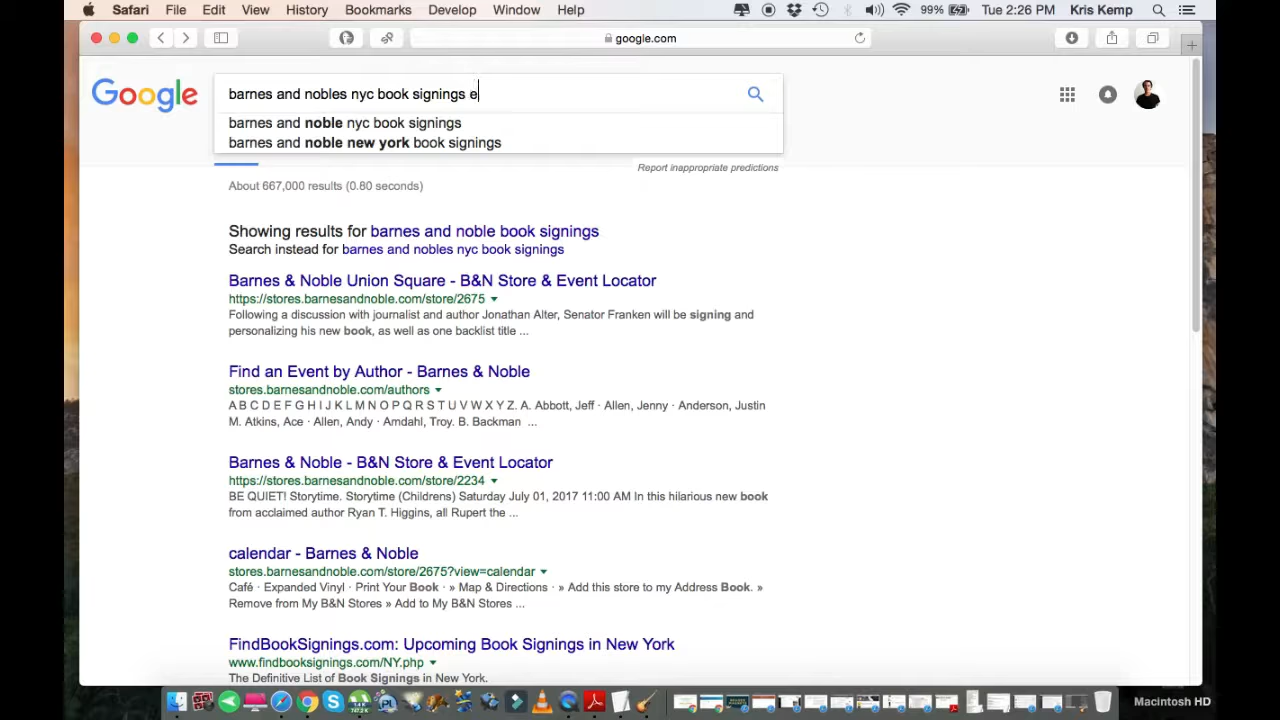 Safari File Edit View History Bookmarks Develop Window Help 99% Tue 2:26 PM Kris Kemp
google.com
Google
barnes and nobles nyc book signings e
barnes and noble nyc book signings
barnes and noble new york book signings
Report inappropriate predictions
About 667,000 results (0.80 seconds)
Showing results for barnes and noble book signings
Search instead for barnes and nobles nyc book signings
Barnes & Noble Union Square - B&N Store & Event Locator
https://stores.barnesandnoble.com/store/2675
Following a discussion with journalist and author Jonathan Alter, Senator Franken will be signing and
personalizing his new book, as well as one backlist title ...
Find an Event by Author - Barnes & Noble
stores.barnesandnoble.com/authors
A B C D E F G H I J K L M N O P Q R S T U V W X Y Z. A. Abbott, Jeff · Allen, Jenny · Anderson, Justin
M. Atkins, Ace · Allen, Andy · Amdahl, Troy. B. Backman ...
Barnes & Noble - B&N Store & Event Locator
https://stores.barnesandnoble.com/store/2234
BE QUIET! Storytime. Storytime (Childrens) Saturday July 01, 2017 11:00 AM In this hilarious new book
from acclaimed author Ryan T. Higgins, all Rupert the ...
calendar - Barnes & Noble
stores.barnesandnoble.com/store/2675?view=calendar
Café · Expanded Vinyl · Print Your Book · » Map & Directions · » Add this store to my Address Book. »
Remove from My B&N Stores » Add to My B&N Stores ...
FindBookSignings.com: Upcoming Book Signings in New York
www.findbooksignings.com/NY.php
The Definitive List of Book Signings in New York.
Macintosh HD